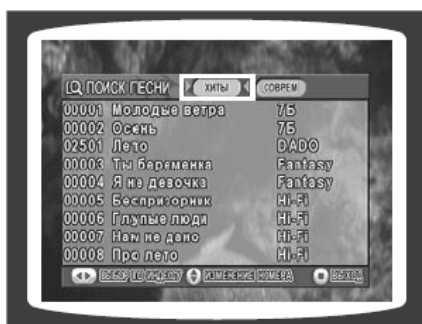 ПОИСК ПЕСНИ ХИТЫ СОВРЕМ
00001 Молодые ветра 7Б
00002 Осень 7Б
02501 Лето DADO
00003 Ты беременка Fantasy
00004 Я не девочка Fantasy
00005 Беспризорник Hi-Fi
00006 Глупые люди Hi-Fi
00007 Нам не дано Hi-Fi
00008 Про лето Hi-Fi
ВЫБОР ПО ИНДЕКСУ ИЗМЕНЕНИЕ НОМЕРА ВЫХОД